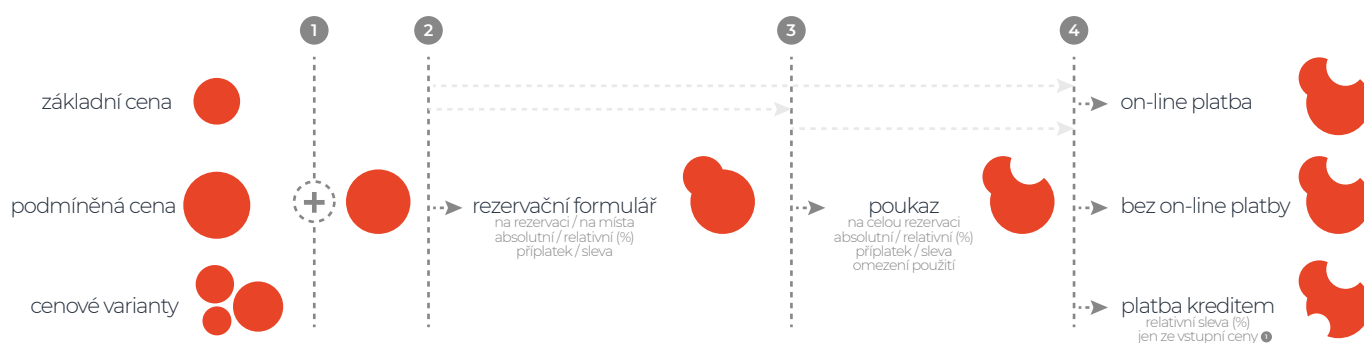 1 2 3 4
základní cena
on-line platba
podmíněná cena
+
rezervační formulář
na rezervaci / na místa
absolutní / relativní (%)
příplatek / sleva
poukaz
na celou rezervaci
absolutní / relativní (%)
příplatek / sleva
omezení použití
bez on-line platby
cenové varianty
platba kreditem
relativní sleva (%)
jen ze vstupní ceny 1